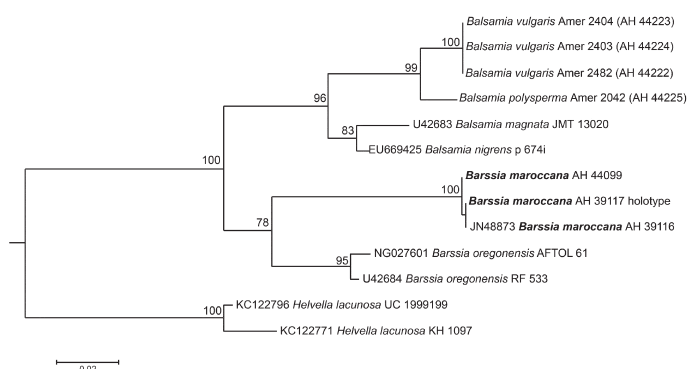 Balsamia vulgaris Amer 2404 (AH 44223)
100
Balsamia vulgaris Amer 2403 (AH 44224)
99
Balsamia vulgaris Amer 2482 (AH 44222)
96
Balsamia polysperma Amer 2042 (AH 44225)
83
U42683 Balsamia magnata JMT 13020
EU669425 Balsamia nigrens p 674i
100
Barssia maroccana AH 44099
100
Barssia maroccana AH 39117 holotype
78
JN48873 Barssia maroccana AH 39116
NG027601 Barssia oregonensis AFTOL 61
95
U42684 Barssia oregonensis RF 533
KC122796 Helvella lacunosa UC 1999199
100
KC122771 Helvella lacunosa KH 1097
0.02